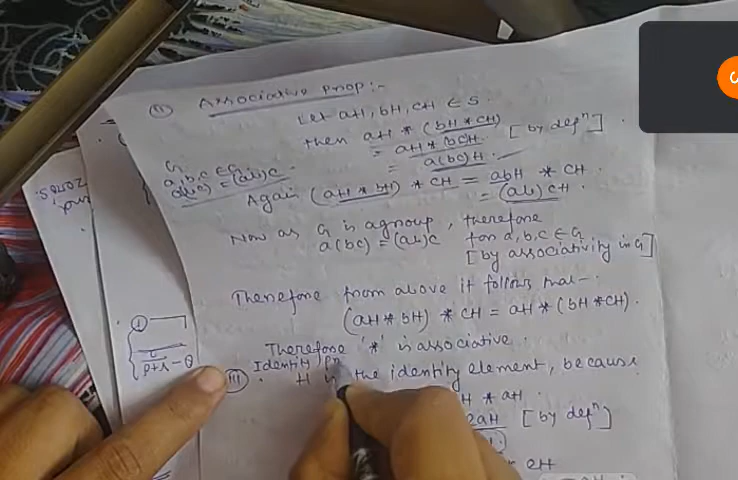 (II) Associative prop:-
Let aH, bH, cH ∈ S.
then aH * (bH * cH) [by defⁿ].
= aH * bcH
= a(bc)H.
G.
a, b, c ∈ G
a(bc) = (ab)c
Again (aH * bH) * cH = abH * cH
= (ab)cH.
Now as G is a group, therefore
a(bc) = (ab)c for a, b, c ∈ G
[by associativity in G]
Therefore from above it follows that-
(aH * bH) * cH = aH * (bH * cH).
Therefore '*' is associative.
Identity
(III) H is the identity element, because
H * aH.
eaH [by defⁿ]
eH